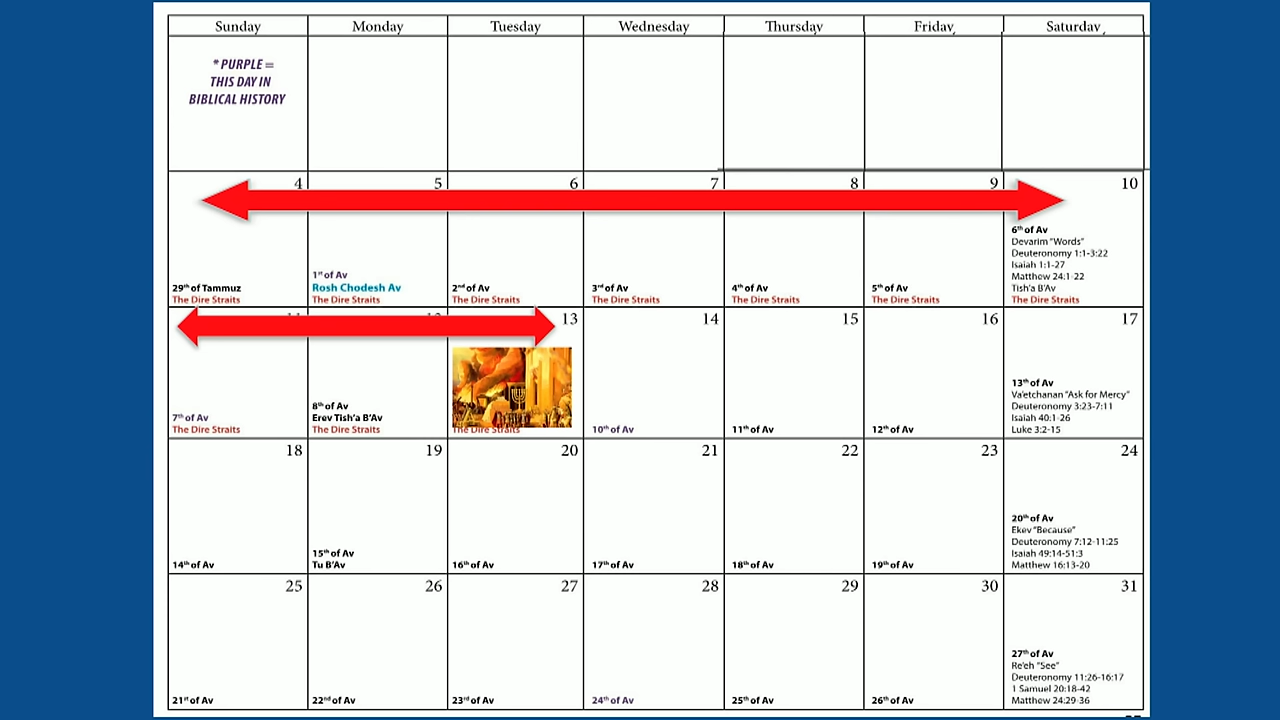 Sunday
Monday
Tuesday
Wednesday
Thursday
Friday
Saturday
* PURPLE =
THIS DAY IN
BIBLICAL HISTORY
4
29th of Tammuz
The Dire Straits
5
1st of Av
Rosh Chodesh Av
The Dire Straits
6
2nd of Av
The Dire Straits
7
3rd of Av
The Dire Straits
8
4th of Av
The Dire Straits
9
5th of Av
The Dire Straits
10
6th of Av
Devarim "Words"
Deuteronomy 1:1-3:22
Isaiah 1:1-27
Matthew 24:1-22
Tish'a B'Av
The Dire Straits
7th of Av
The Dire Straits
8th of Av
Erev Tish'a B'Av
The Dire Straits
13
The Dire Straits
14
10th of Av
15
11th of Av
16
12th of Av
17
13th of Av
Va'etchanan "Ask for Mercy"
Deuteronomy 3:23-7:11
Isaiah 40:1-26
Luke 3:2-15
18
14th of Av
19
15th of Av
Tu B'Av
20
16th of Av
21
17th of Av
22
18th of Av
23
19th of Av
24
20th of Av
Ekev "Because"
Deuteronomy 7:12-11:25
Isaiah 49:14-51:3
Matthew 16:13-20
25
21st of Av
26
22nd of Av
27
23rd of Av
28
24th of Av
29
25th of Av
30
26th of Av
31
27th of Av
Re'eh "See"
Deuteronomy 11:26-16:17
1 Samuel 20:18-42
Matthew 24:29-36